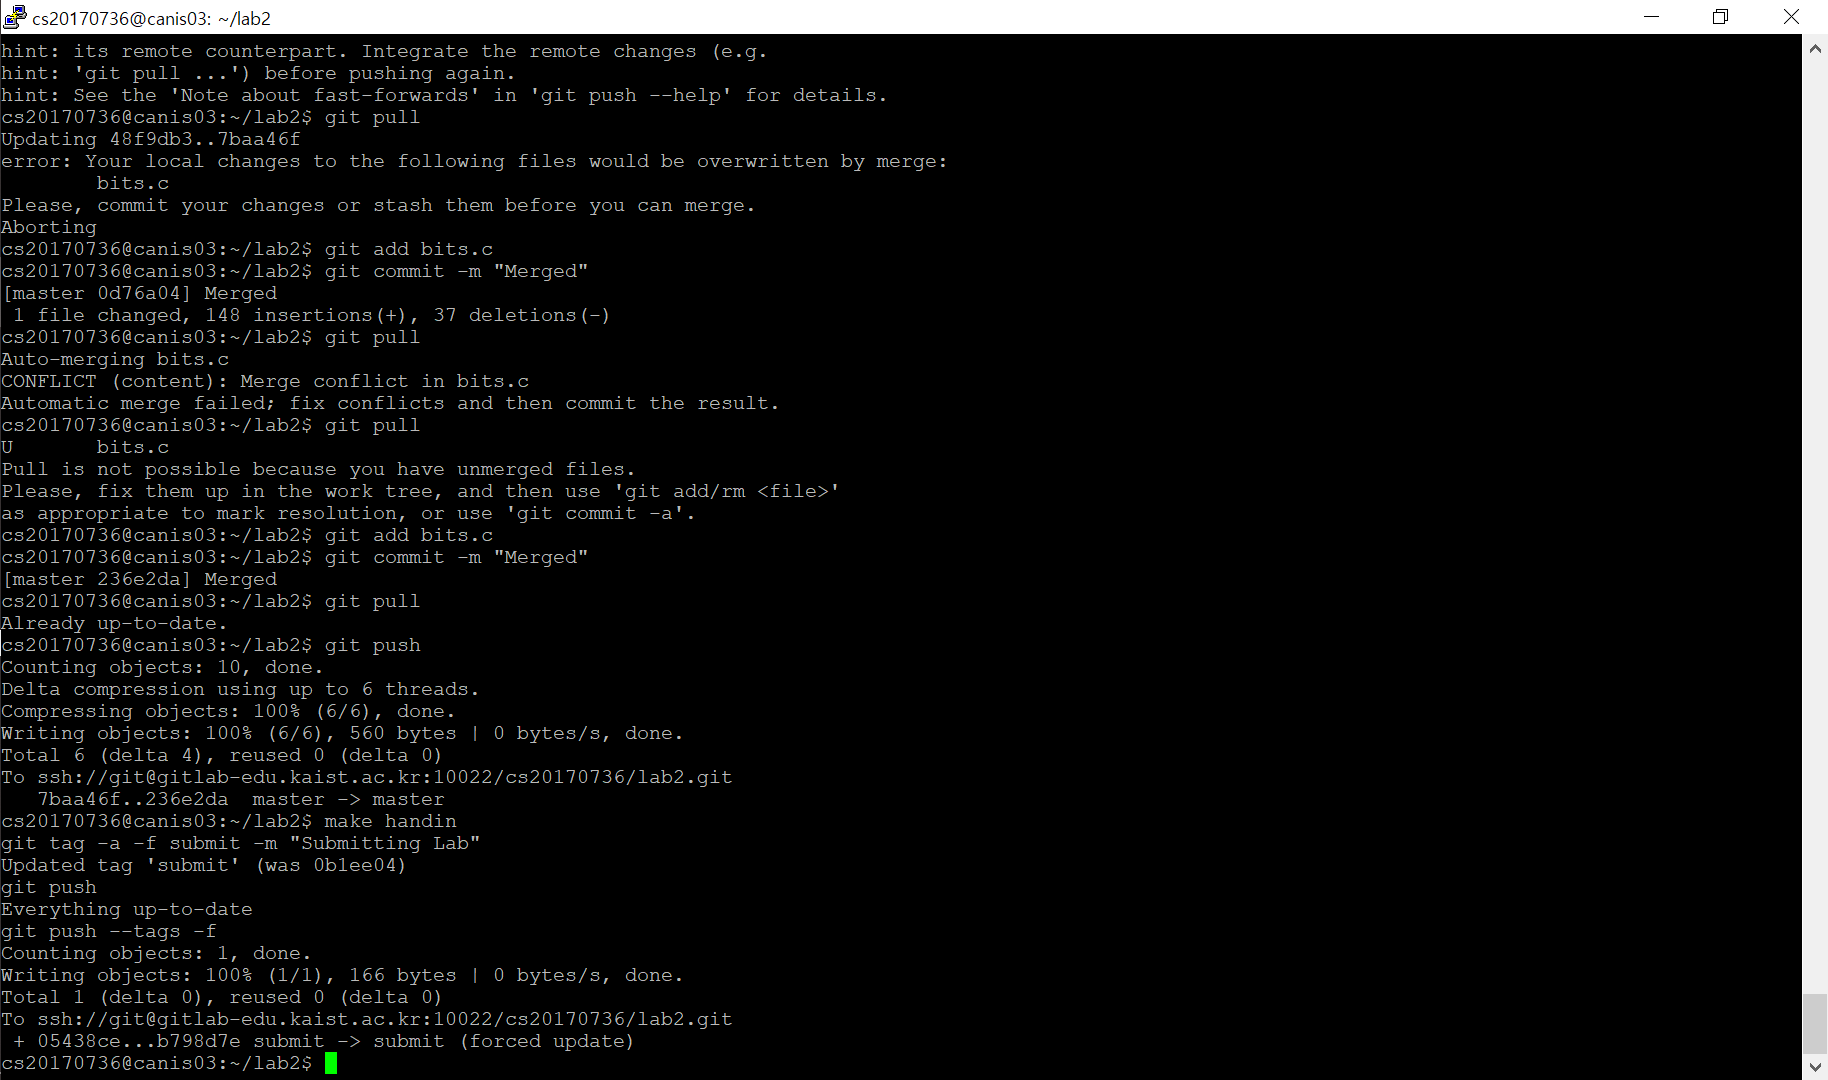 cs20170736@canis03: ~/lab2
hint: its remote counterpart. Integrate the remote changes (e.g.
hint: 'git pull ...') before pushing again.
hint: See the 'Note about fast-forwards' in 'git push --help' for details.
cs20170736@canis03:~/lab2$ git pull
Updating 48f9db3..7baa46f
error: Your local changes to the following files would be overwritten by merge:
        bits.c
Please, commit your changes or stash them before you can merge.
Aborting
cs20170736@canis03:~/lab2$ git add bits.c
cs20170736@canis03:~/lab2$ git commit -m "Merged"
[master 0d76a04] Merged
 1 file changed, 148 insertions(+), 37 deletions(-)
cs20170736@canis03:~/lab2$ git pull
Auto-merging bits.c
CONFLICT (content): Merge conflict in bits.c
Automatic merge failed; fix conflicts and then commit the result.
cs20170736@canis03:~/lab2$ git pull
U       bits.c
Pull is not possible because you have unmerged files.
Please, fix them up in the work tree, and then use 'git add/rm <file>'
as appropriate to mark resolution, or use 'git commit -a'.
cs20170736@canis03:~/lab2$ git add bits.c
cs20170736@canis03:~/lab2$ git commit -m "Merged"
[master 236e2da] Merged
cs20170736@canis03:~/lab2$ git pull
Already up-to-date.
cs20170736@canis03:~/lab2$ git push
Counting objects: 10, done.
Delta compression using up to 6 threads.
Compressing objects: 100% (6/6), done.
Writing objects: 100% (6/6), 560 bytes | 0 bytes/s, done.
Total 6 (delta 4), reused 0 (delta 0)
To ssh://git@gitlab-edu.kaist.ac.kr:10022/cs20170736/lab2.git
   7baa46f..236e2da  master -> master
cs20170736@canis03:~/lab2$ make handin
git tag -a -f submit -m "Submitting Lab"
Updated tag 'submit' (was 0b1ee04)
git push
Everything up-to-date
git push --tags -f
Counting objects: 1, done.
Writing objects: 100% (1/1), 166 bytes | 0 bytes/s, done.
Total 1 (delta 0), reused 0 (delta 0)
To ssh://git@gitlab-edu.kaist.ac.kr:10022/cs20170736/lab2.git
 + 05438ce...b798d7e submit -> submit (forced update)
cs20170736@canis03:~/lab2$